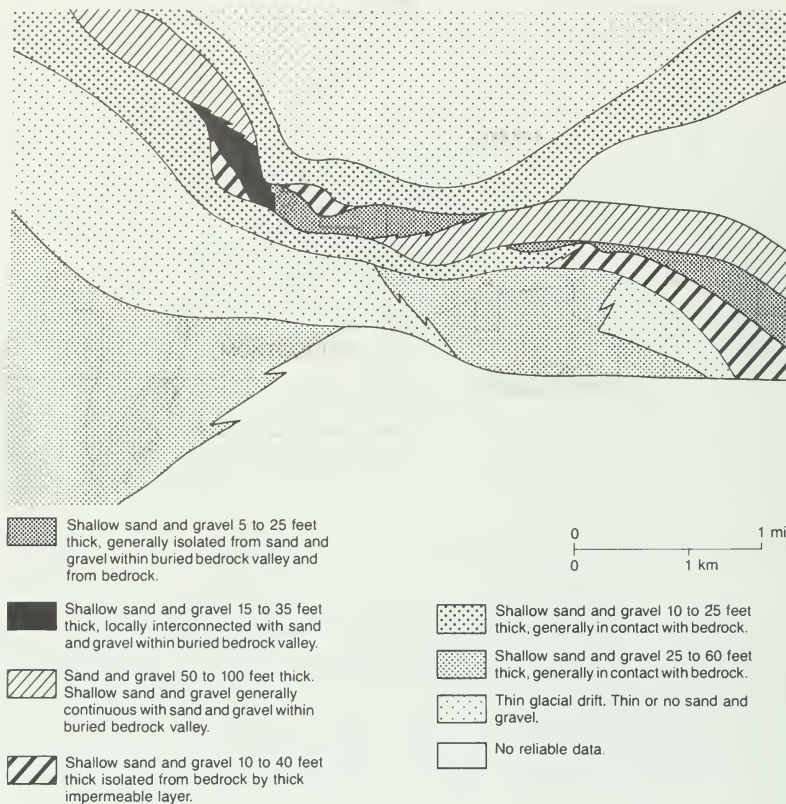 Shallow sand and gravel 5 to 25 feet
thick, generally isolated from sand and
gravel within buried bedrock valley and
from bedrock.
Shallow sand and gravel 15 to 35 feet
thick, locally interconnected with sand
and gravel within buried bedrock valley.
Sand and gravel 50 to 100 feet thick.
Shallow sand and gravel generally
continuous with sand and gravel within
buried bedrock valley.
Shallow sand and gravel 10 to 40 feet
thick isolated from bedrock by thick
impermeable layer.
0 1 mi
0 1 km
Shallow sand and gravel 10 to 25 feet
thick, generally in contact with bedrock.
Shallow sand and gravel 25 to 60 feet
thick, generally in contact with bedrock.
Thin glacial drift. Thin or no sand and
gravel.
No reliable data.